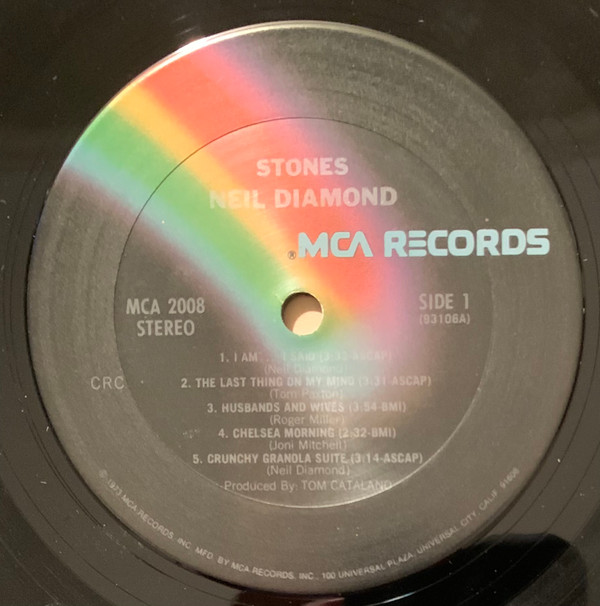 STONES
NEIL DIAMOND
®MCA RECORDS
MCA 2008
STEREO
SIDE 1
(93106A)
1. I AM... I SAID (3:32-ASCAP)
(Neil Diamond)
2. THE LAST THING ON MY MIND (3:31-ASCAP)
(Tom Paxton)
CRC
3. HUSBANDS AND WIVES (3:54-BMI)
(Roger Miller)
4. CHELSEA MORNING (2:32-BMI)
(Joni Mitchell)
5. CRUNCHY GRANOLA SUITE (3:14-ASCAP)
(Neil Diamond)
Produced By: TOM CATALANO
© 1973 MCA RECORDS, INC. MFD. BY MCA RECORDS, INC., 100 UNIVERSAL PLAZA, UNIVERSAL CITY, CALIF. 91608